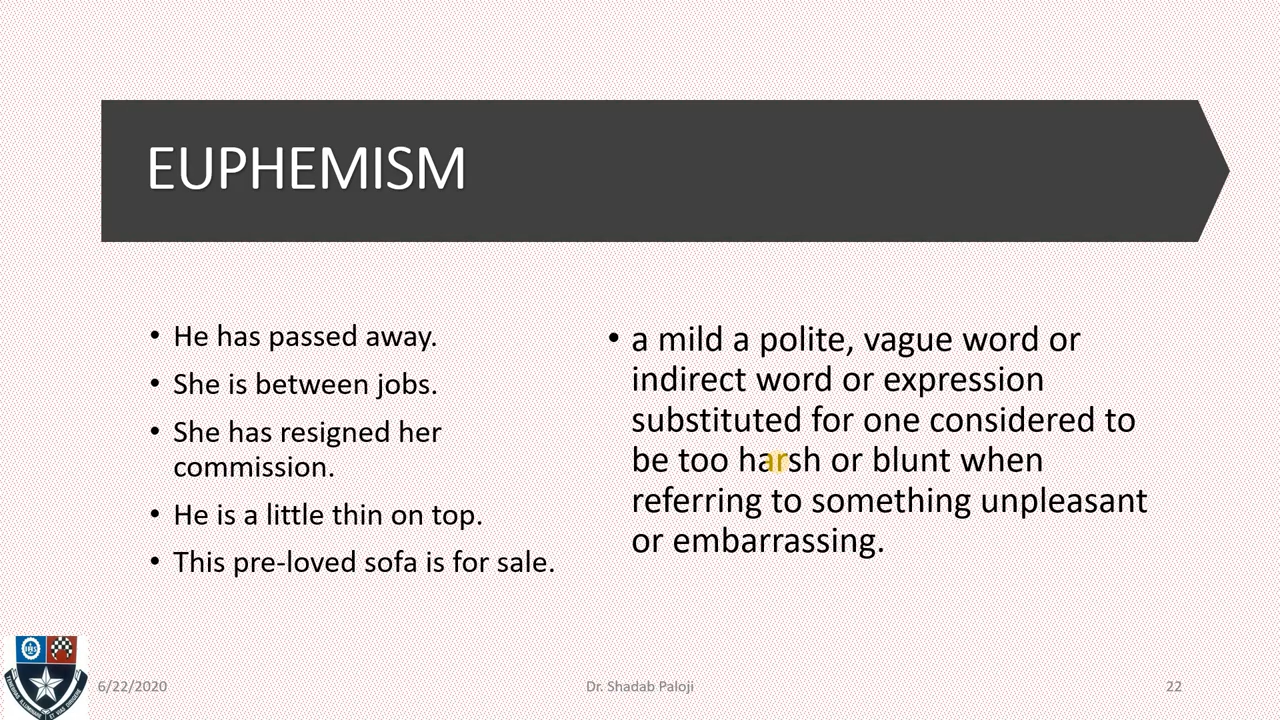 EUPHEMISM
• He has passed away.
• She is between jobs.
• She has resigned her
commission.
• He is a little thin on top.
• This pre-loved sofa is for sale.
• a mild a polite, vague word or
indirect word or expression
substituted for one considered to
be too harsh or blunt when
referring to something unpleasant
or embarrassing.
6/22/2020
Dr. Shadab Paloji
22